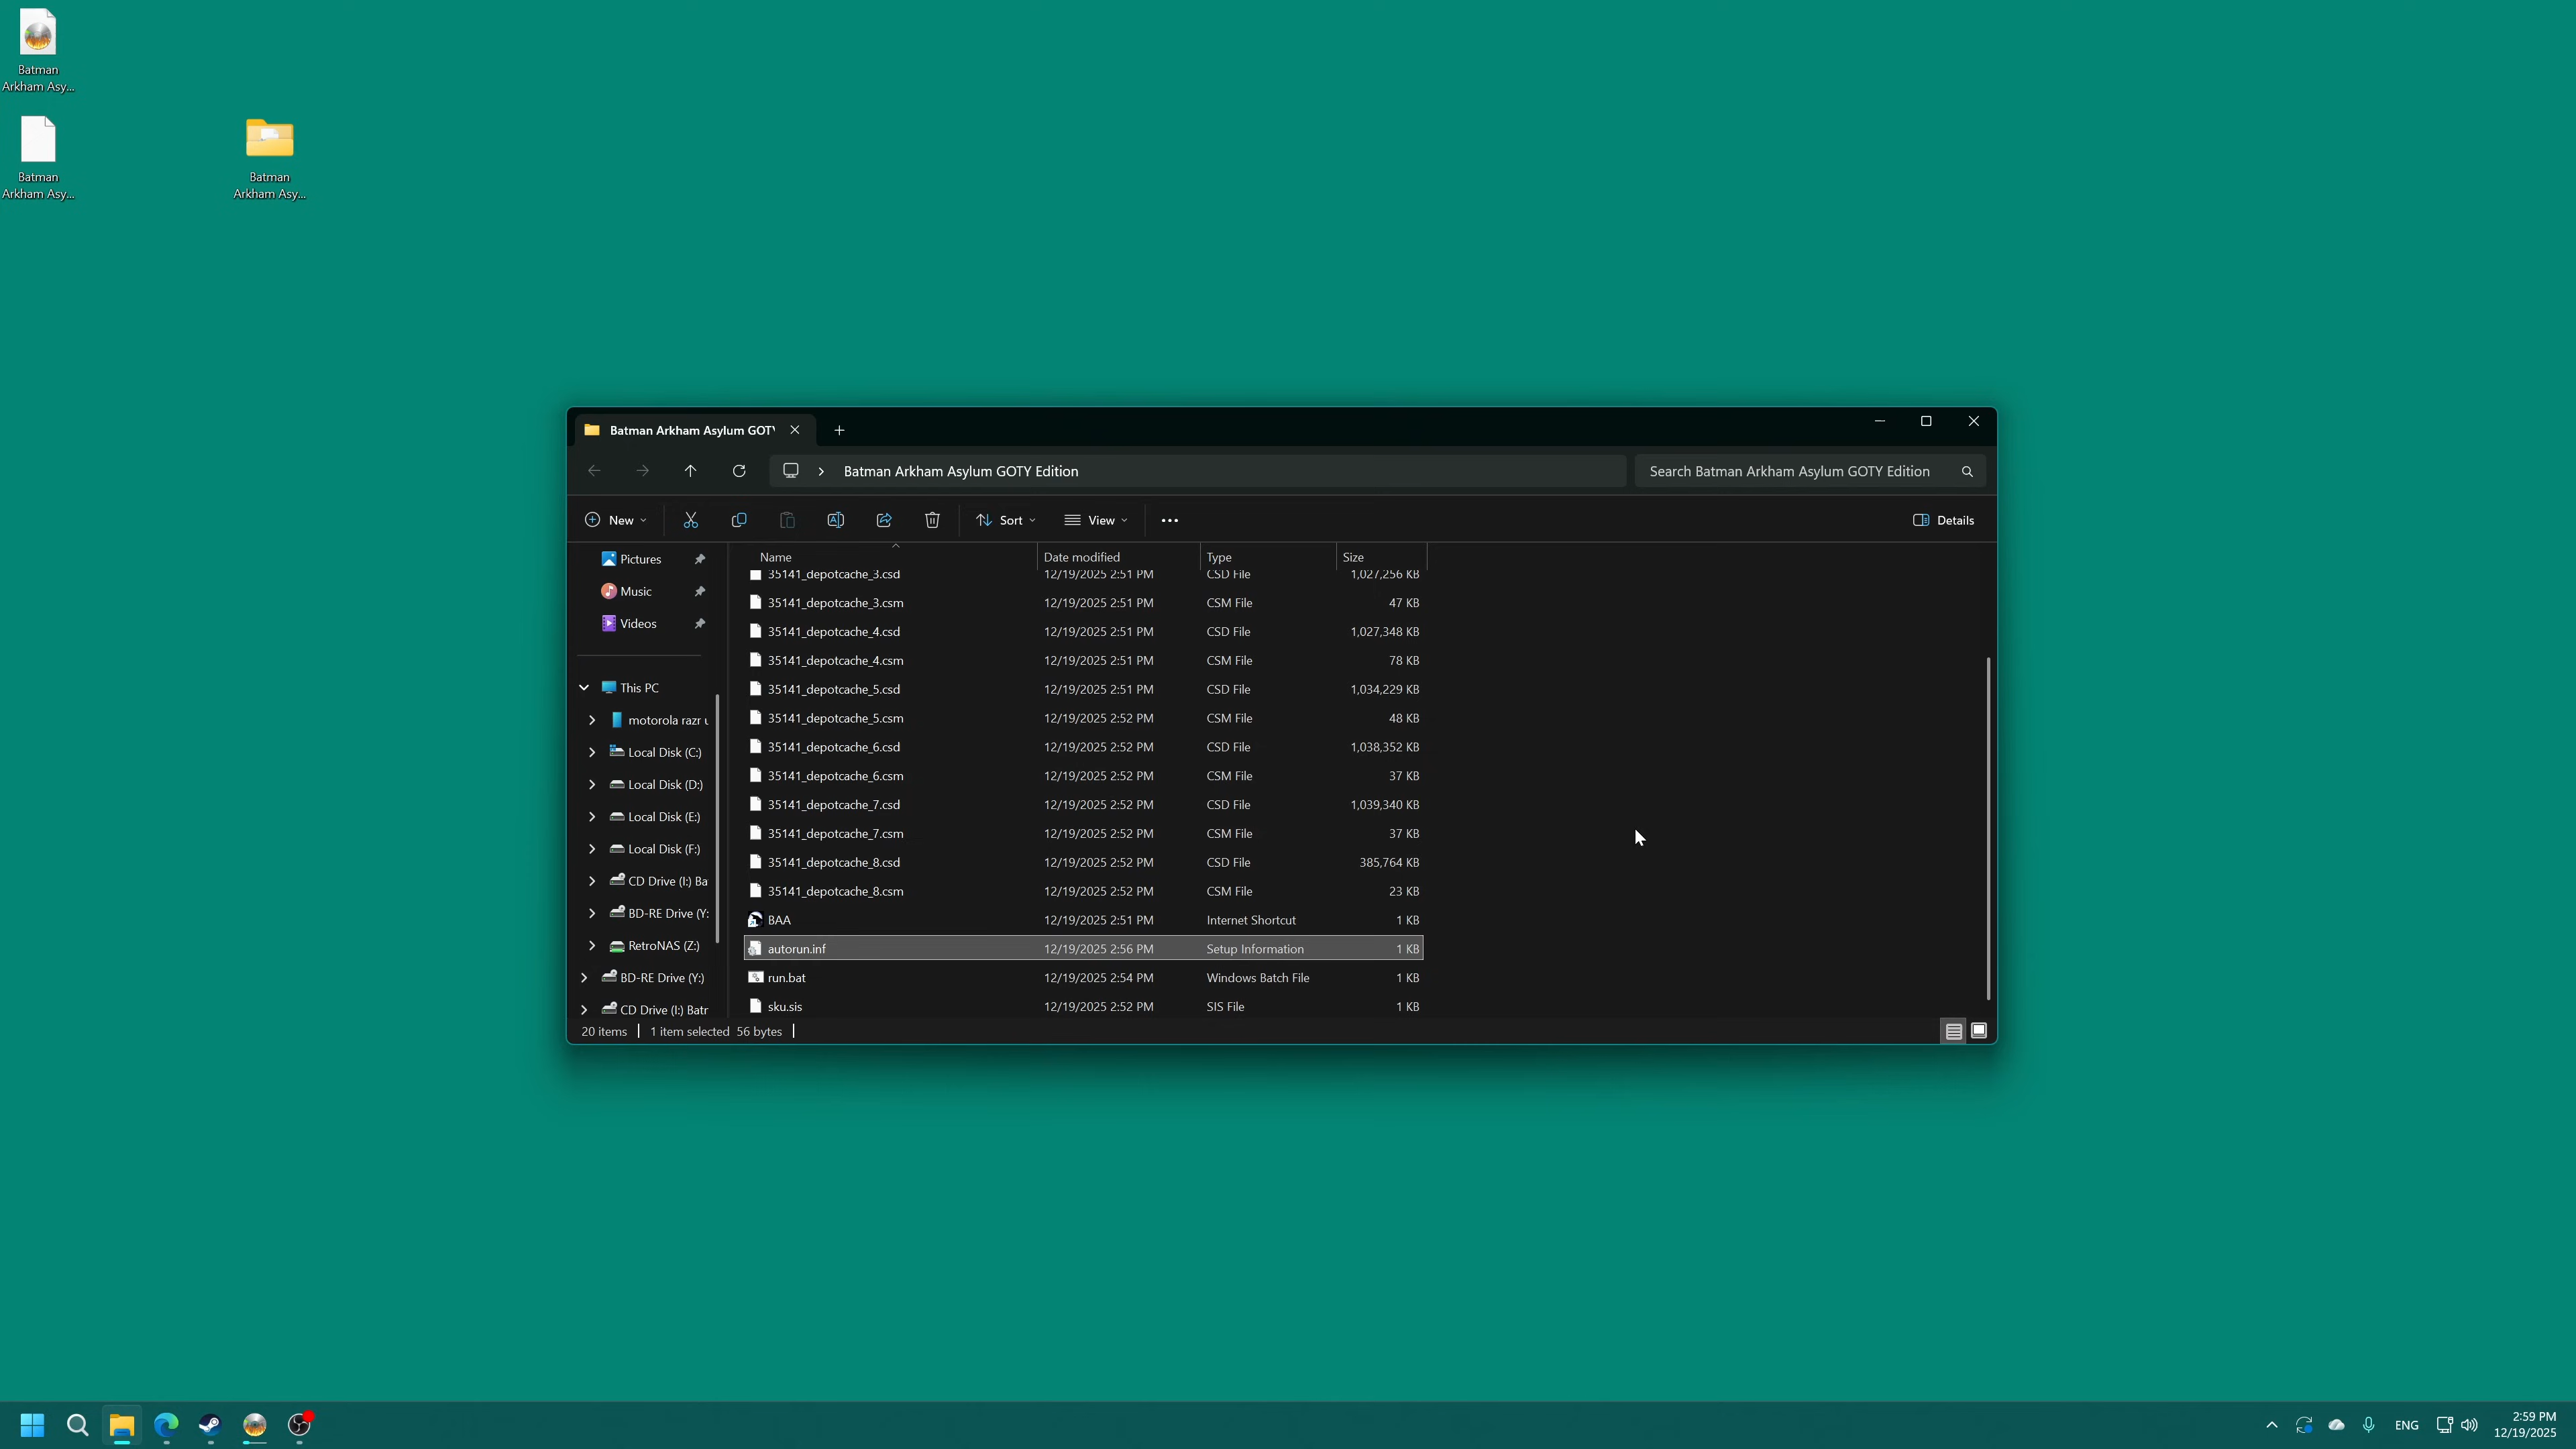 Batman
Arkham Asy...
Batman
Arkham Asy...
Batman
Arkham Asy...
Batman Arkham Asylum GOTY
Batman Arkham Asylum GOTY Edition
Search Batman Arkham Asylum GOTY Edition
New
Sort
View
Details
Pictures
Music
Videos
This PC
motorola razr u
Local Disk (C:)
Local Disk (D:)
Local Disk (E:)
Local Disk (F:)
CD Drive (I:) Ba
BD-RE Drive (Y:
RetroNAS (Z:)
BD-RE Drive (Y:)
CD Drive (I:) Batr
Name Date modified Type Size
35141_depotcache_3.csd 12/19/2025 2:51 PM CSD File 1,027,256 KB
35141_depotcache_3.csm 12/19/2025 2:51 PM CSM File 47 KB
35141_depotcache_4.csd 12/19/2025 2:51 PM CSD File 1,027,348 KB
35141_depotcache_4.csm 12/19/2025 2:51 PM CSM File 78 KB
35141_depotcache_5.csd 12/19/2025 2:51 PM CSD File 1,034,229 KB
35141_depotcache_5.csm 12/19/2025 2:52 PM CSM File 48 KB
35141_depotcache_6.csd 12/19/2025 2:52 PM CSD File 1,038,352 KB
35141_depotcache_6.csm 12/19/2025 2:52 PM CSM File 37 KB
35141_depotcache_7.csd 12/19/2025 2:52 PM CSD File 1,039,340 KB
35141_depotcache_7.csm 12/19/2025 2:52 PM CSM File 37 KB
35141_depotcache_8.csd 12/19/2025 2:52 PM CSD File 385,764 KB
35141_depotcache_8.csm 12/19/2025 2:52 PM CSM File 23 KB
BAA 12/19/2025 2:51 PM Internet Shortcut 1 KB
autorun.inf 12/19/2025 2:56 PM Setup Information 1 KB
run.bat 12/19/2025 2:54 PM Windows Batch File 1 KB
sku.sis 12/19/2025 2:52 PM SIS File 1 KB
20 items 1 item selected 56 bytes
ENG
2:59 PM
12/19/2025